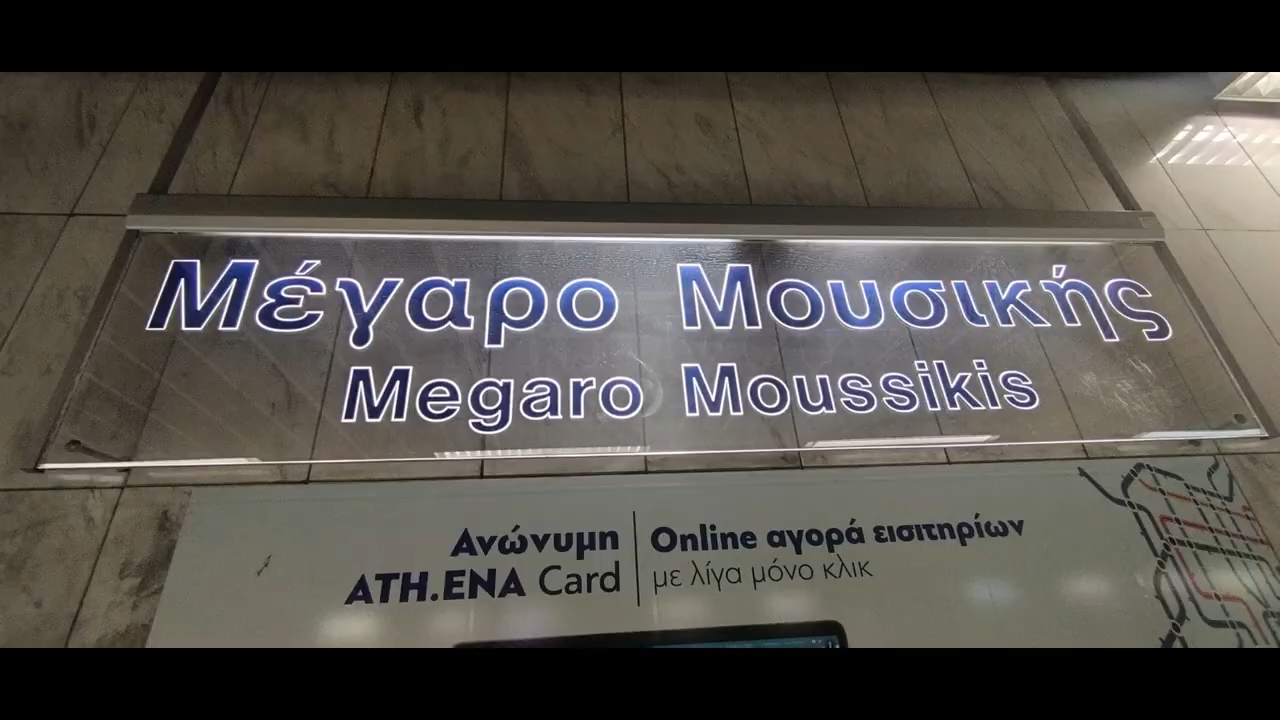 Μέγαρο Μουσικής
Megaro Moussikis
Ανώνυμη
ATH.ENA Card
Online αγορά εισιτηρίων
με λίγα μόνο κλικ